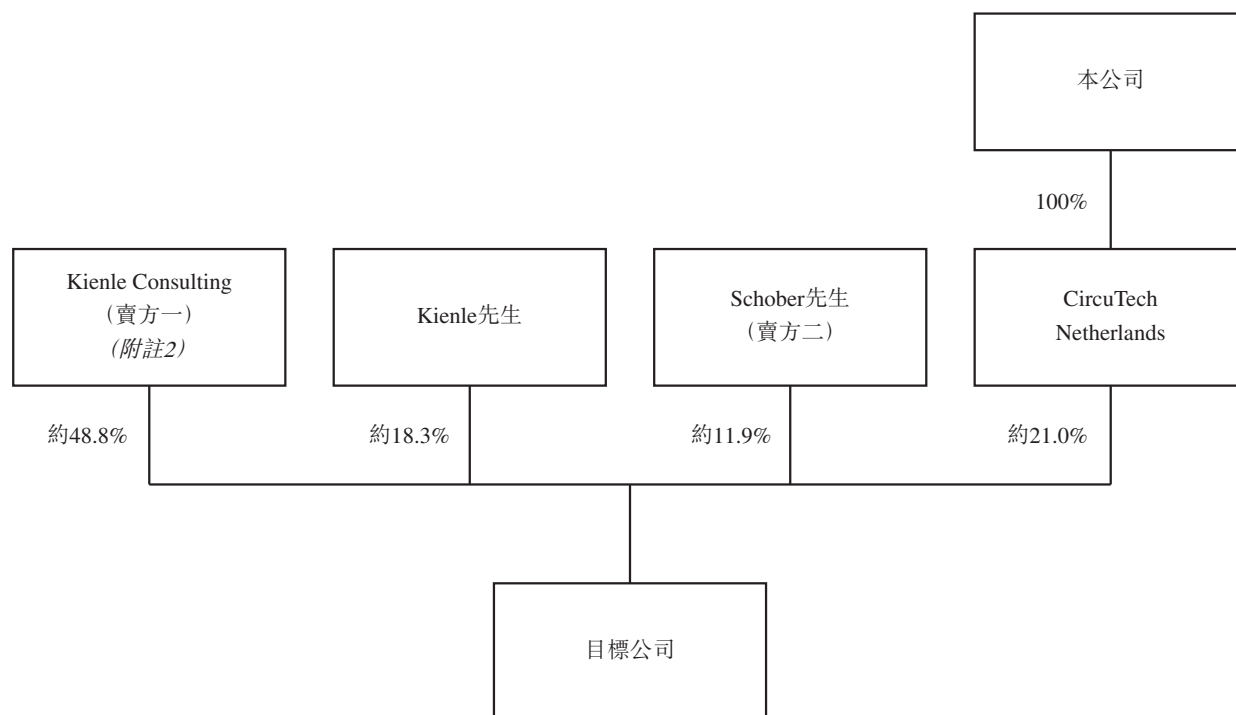 本公司
100%
Kienle Consulting
（賣方一）
（附註2）
Kienle先生
Schober先生
（賣方二）
CircuTech
Netherlands
約48.8%
約18.3%
約11.9%
約21.0%
目標公司